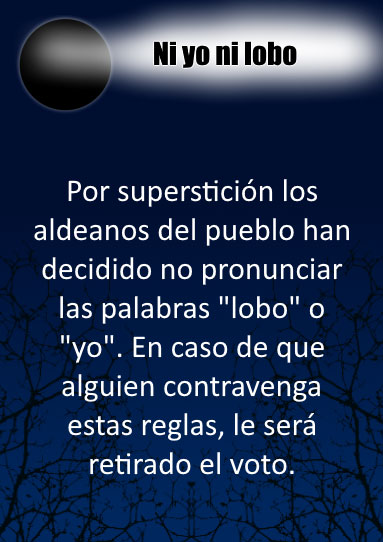 Ni yo ni lobo
Por superstición los
aldeanos del pueblo han
decidido no pronunciar
las palabras "lobo" o
"yo". En caso de que
alguien contravenga
estas reglas, le será
retirado el voto.